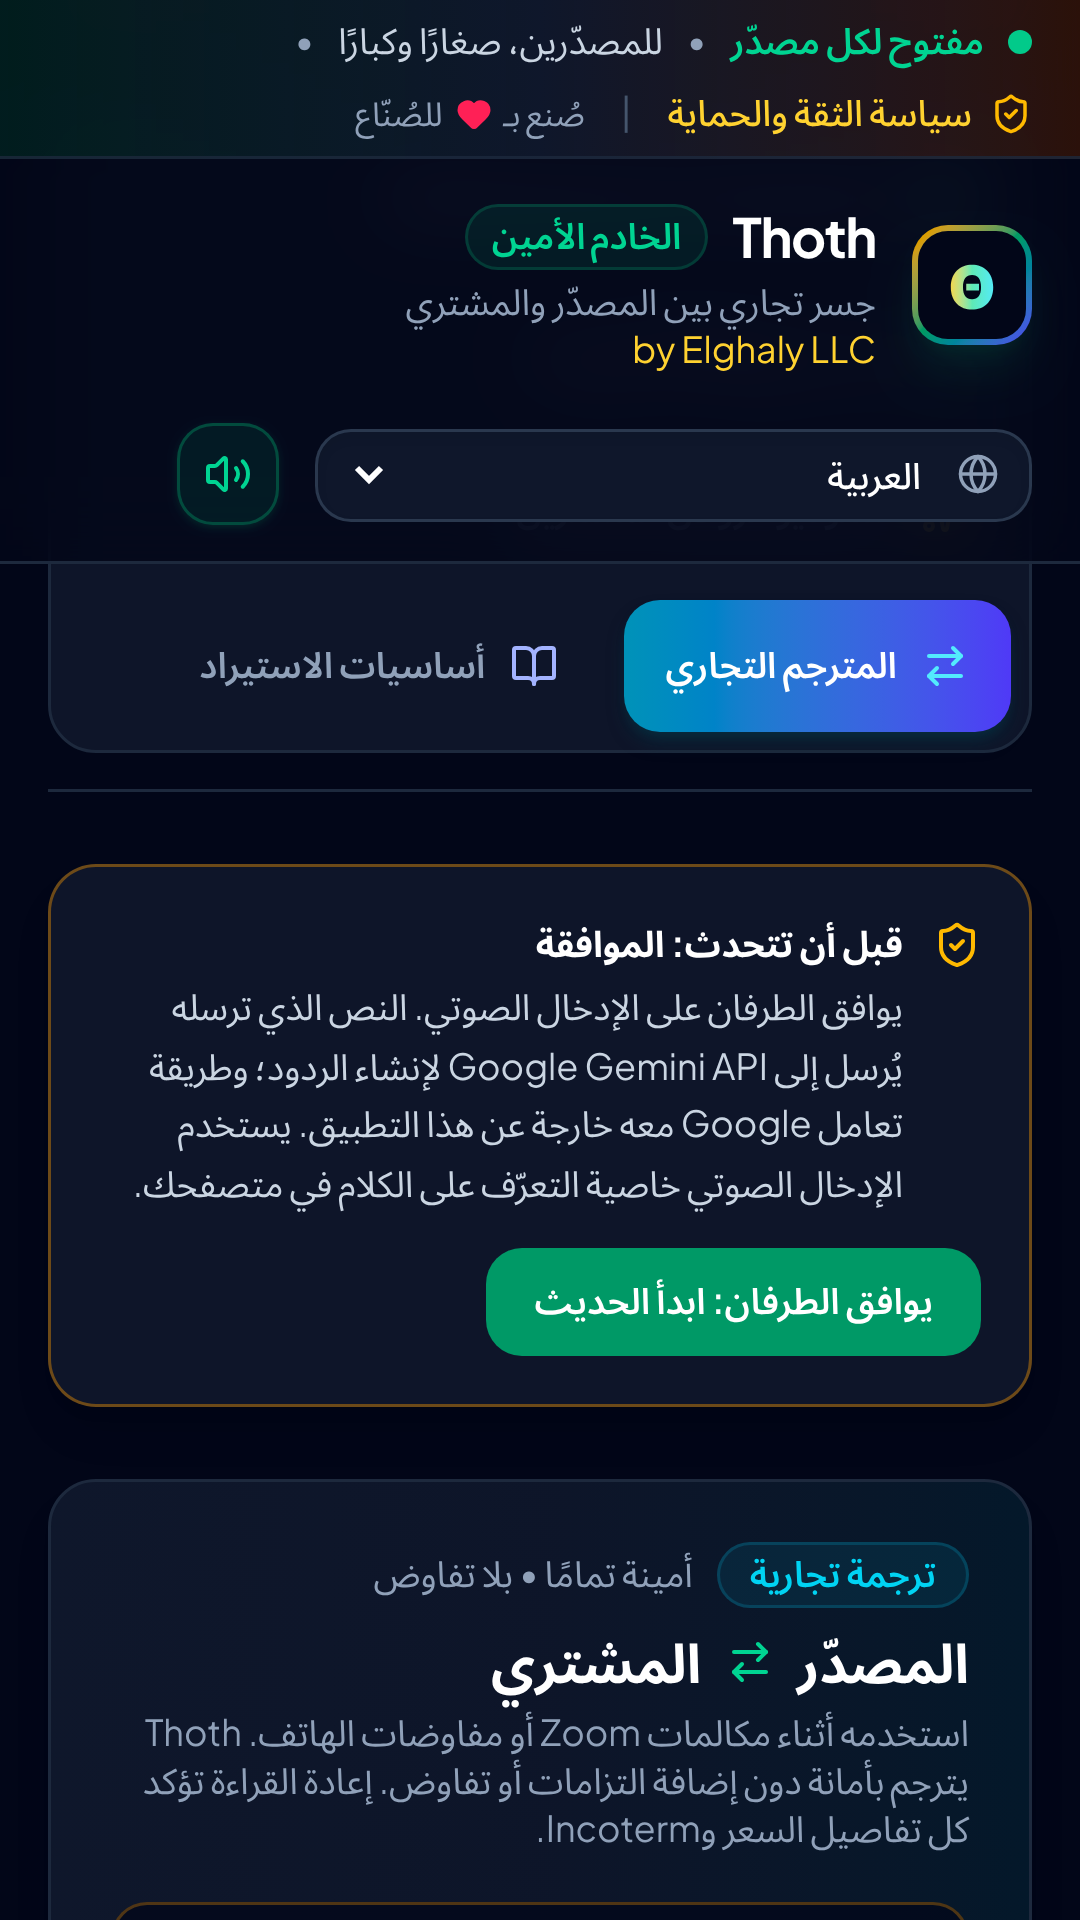 مفتوح لكل مصدّر • للمصدّرين، صغارًا وكبارًا •
سياسة الثقة والحماية | صُنع بـ ❤ للصُنّاع
Thoth الخادم الأمين
جسر تجاري بين المصدّر والمشتري
by Elghaly LLC
العربية
المترجم التجاري أساسيات الاستيراد
قبل أن تتحدث: الموافقة
يوافق الطرفان على الإدخال الصوتي. النص الذي ترسله
يُرسل إلى Google Gemini API لإنشاء الردود؛ وطريقة
تعامل Google معه خارجة عن هذا التطبيق. يستخدم
الإدخال الصوتي خاصية التعرّف على الكلام في متصفحك.
يوافق الطرفان: ابدأ الحديث
ترجمة تجارية أمينة تمامًا • بلا تفاوض
المصدّر ⇄ المشتري
استخدمه أثناء مكالمات Zoom أو مفاوضات الهاتف. Thoth
يترجم بأمانة دون إضافة التزامات أو تفاوض. إعادة القراءة تؤكد
كل تفاصيل السعر وIncoterm.